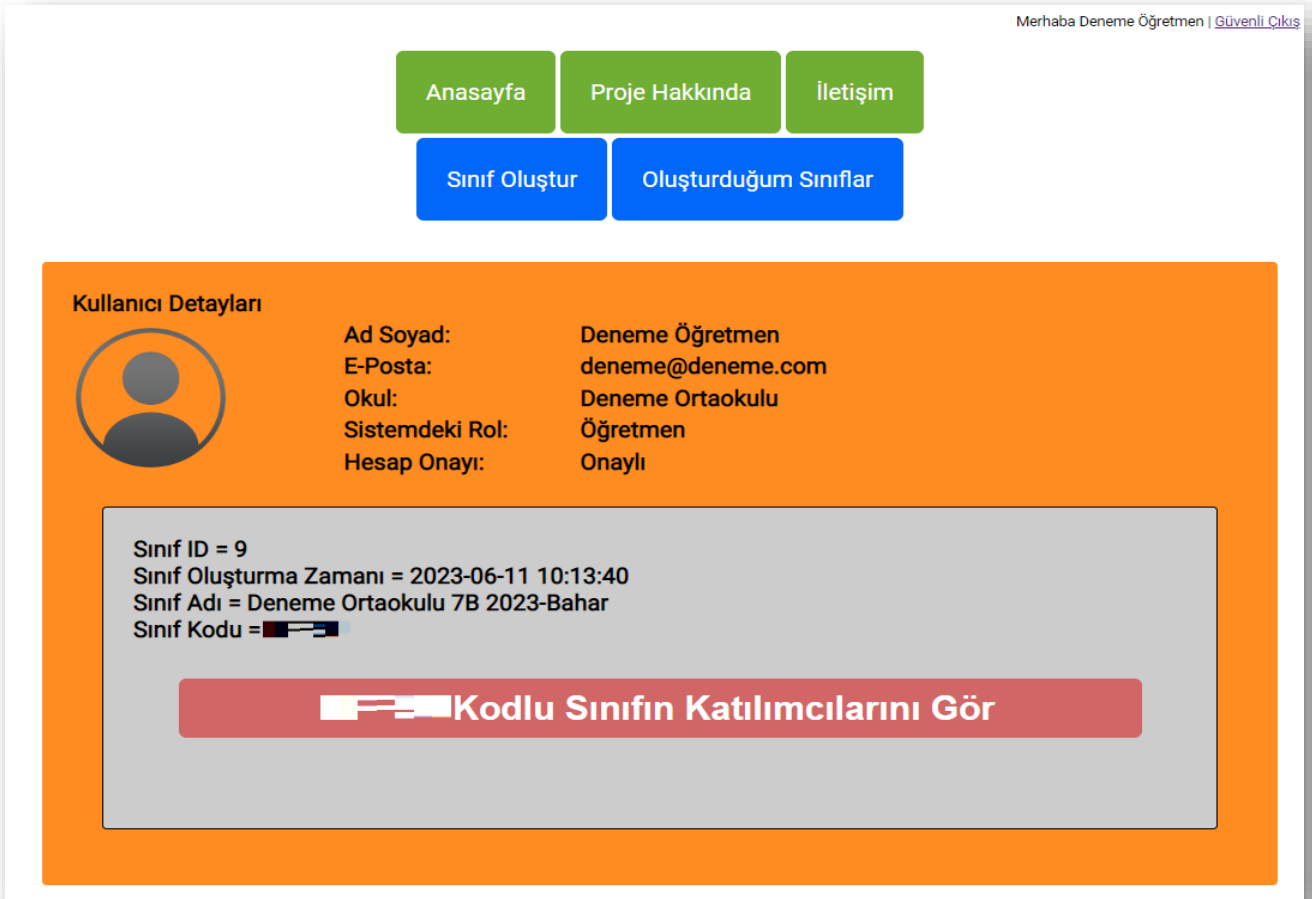 Merhaba Deneme Öğretmen | Güvenli Çıkış
Anasayfa Proje Hakkında İletişim
Sınıf Oluştur Oluşturduğum Sınıflar
Kullanıcı Detayları
Ad Soyad: Deneme Öğretmen
E-Posta: deneme@deneme.com
Okul: Deneme Ortaokulu
Sistemdeki Rol: Öğretmen
Hesap Onayı: Onaylı
Sınıf ID = 9
Sınıf Oluşturma Zamanı = 2023-06-11 10:13:40
Sınıf Adı = Deneme Ortaokulu 7B 2023-Bahar
Sınıf Kodu =
Kodlu Sınıfın Katılımcılarını Gör